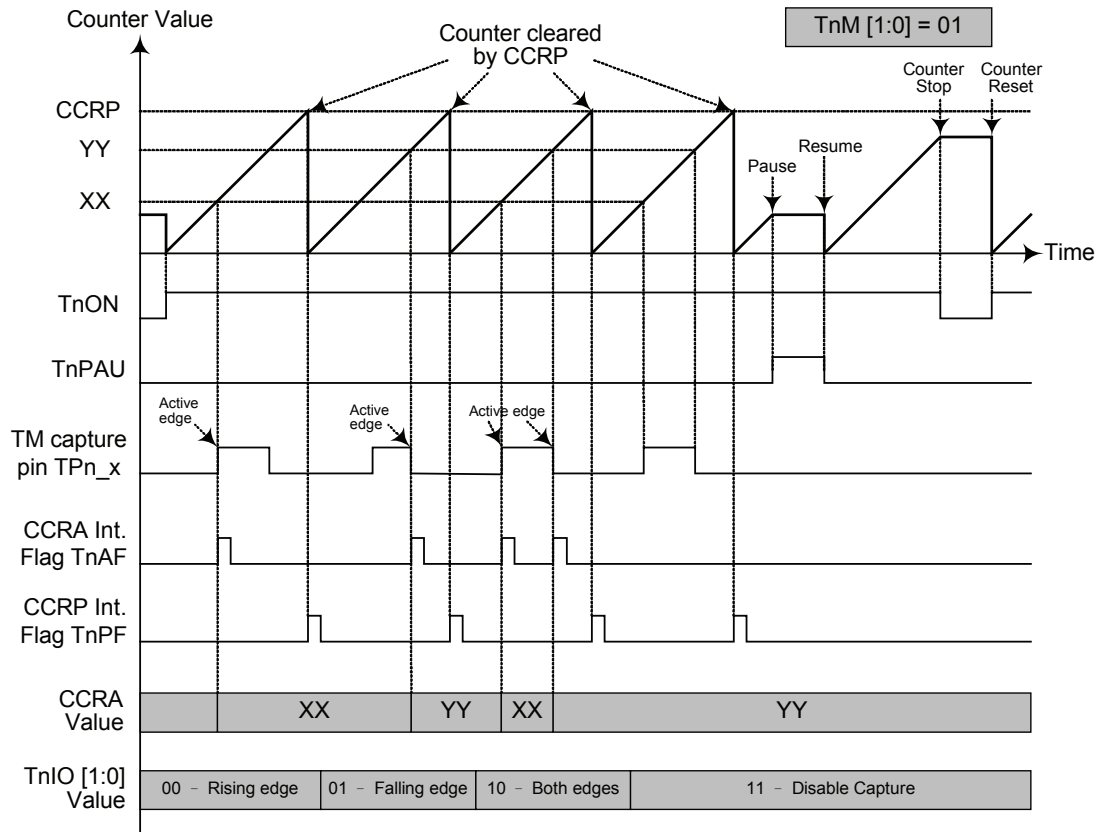 Counter Value
TnM [1:0] = 01
Counter cleared
by CCRP
Counter
Stop
Counter
Reset
CCRP
YY
XX
Pause
Resume
Time
TnON
TnPAU
Active
edge
Active
edge
Active edge
TM capture
pin TPn_x
CCRA Int.
Flag TnAF
CCRP Int.
Flag TnPF
CCRA
Value
XX
YY
XX
YY
TnIO [1:0]
Value
00 - Rising edge
01 - Falling edge
10 - Both edges
11 - Disable Capture